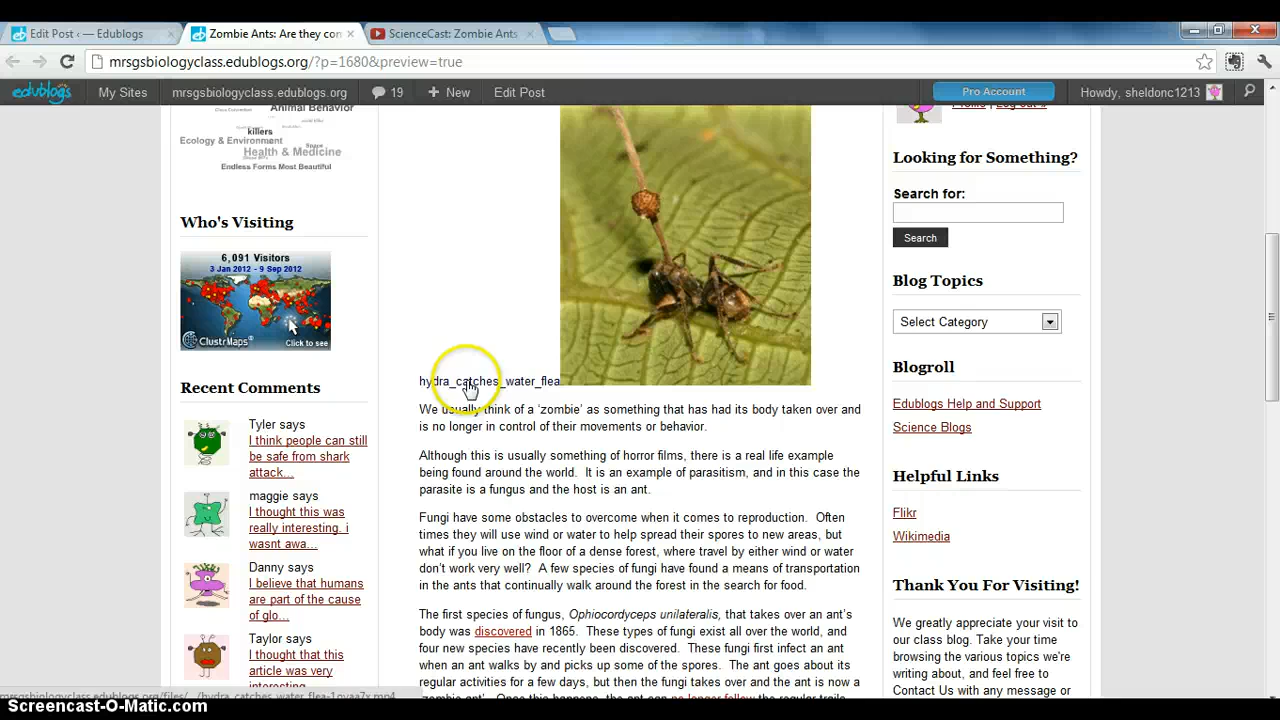 Edit Post ‹ — Edublogs
Zombie Ants: Are they con
ScienceCast: Zombie Ants
mrsgsbiologyclass.edublogs.org/?p=1680&preview=true
edublogs
My Sites
mrsgsbiologyclass.edublogs.org
19
+ New
Edit Post
Pro Account
Howdy, sheldonc1213
Animal Behavior
killers
Ecology & Environment
Health & Medicine
Endless Forms Most Beautiful
Who's Visiting
6,091 Visitors
3 Jan 2012 - 9 Sep 2012
ClustrMaps
Click to see
Recent Comments
Tyler says
I think people can still
be safe from shark
attack...
maggie says
I thought this was
really interesting. i
wasnt awa...
Danny says
I believe that humans
are part of the cause
of glo...
Taylor says
I thought that this
article was very
interesting
hydra_catches_water_flea
We usually think of a ‘zombie’ as something that has had its body taken over and
is no longer in control of their movements or behavior.
Although this is usually something of horror films, there is a real life example
being found around the world.  It is an example of parasitism, and in this case the
parasite is a fungus and the host is an ant.
Fungi have some obstacles to overcome when it comes to reproduction.  Often
times they will use wind or water to help spread their spores to new areas, but
what if you live on the floor of a dense forest, where travel by either wind or water
don’t work very well?  A few species of fungi have found a means of transportation
in the ants that continually walk around the forest in the search for food.
The first species of fungus, Ophiocordyceps unilateralis, that takes over an ant’s
body was discovered in 1865.  These types of fungi exist all over the world, and
four new species have recently been discovered.  These fungi first infect an ant
when an ant walks by and picks up some of the spores.  The ant goes about its
regular activities for a few days, but then the fungi takes over and the ant is now a
‘zombie ant’.  Once this happens, the ant can no longer follow the regular trails
Profile | Log out »
Looking for Something?
Search for:
Search
Blog Topics
Select Category
Blogroll
Edublogs Help and Support
Science Blogs
Helpful Links
Flikr
Wikimedia
Thank You For Visiting!
We greatly appreciate your visit to
our class blog. Take your time
browsing the various topics we're
writing about, and feel free to
Contact Us with any message or
Screencast-O-Matic.com